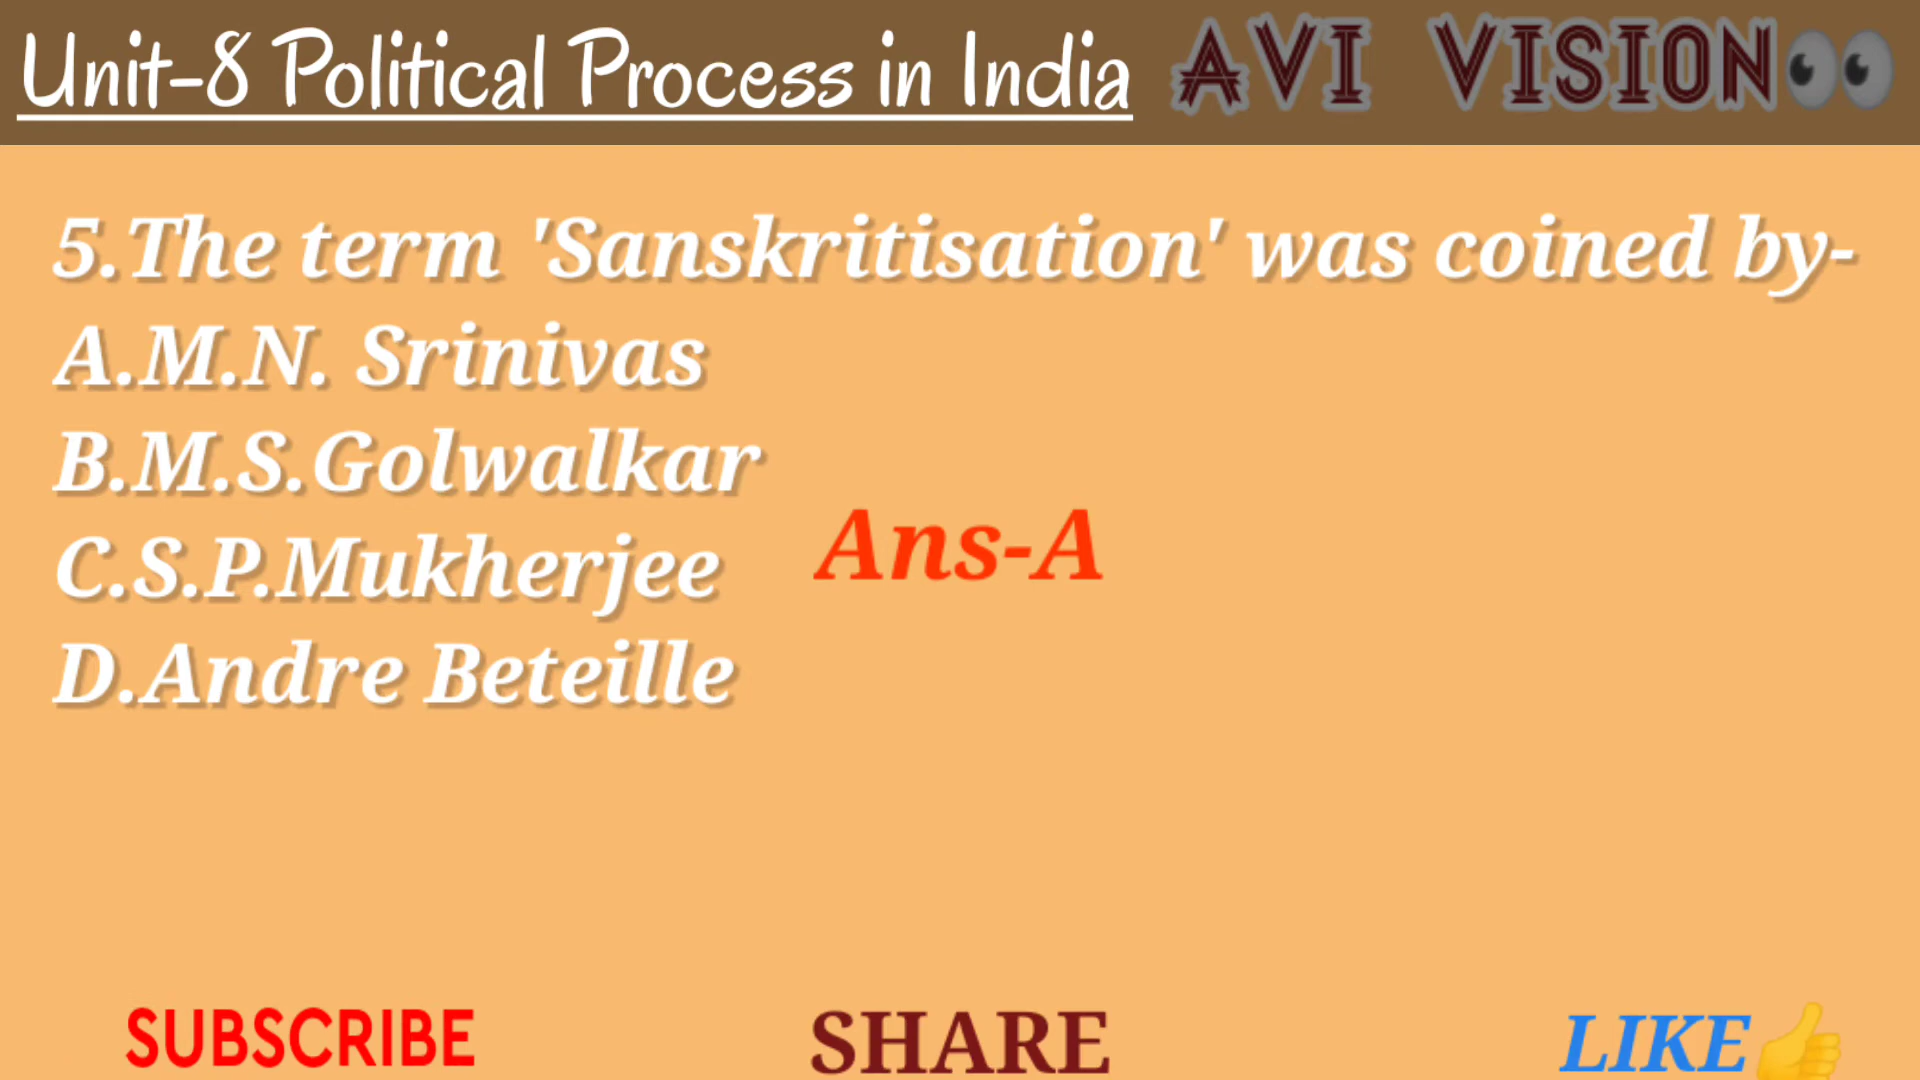 Unit-8 Political Process in India AVI VISION👀
5.The term 'Sanskritisation' was coined by-
A.M.N. Srinivas
B.M.S.Golwalkar
C.S.P.Mukherjee
D.Andre Beteille
Ans-A
SUBSCRIBE SHARE LIKE👍